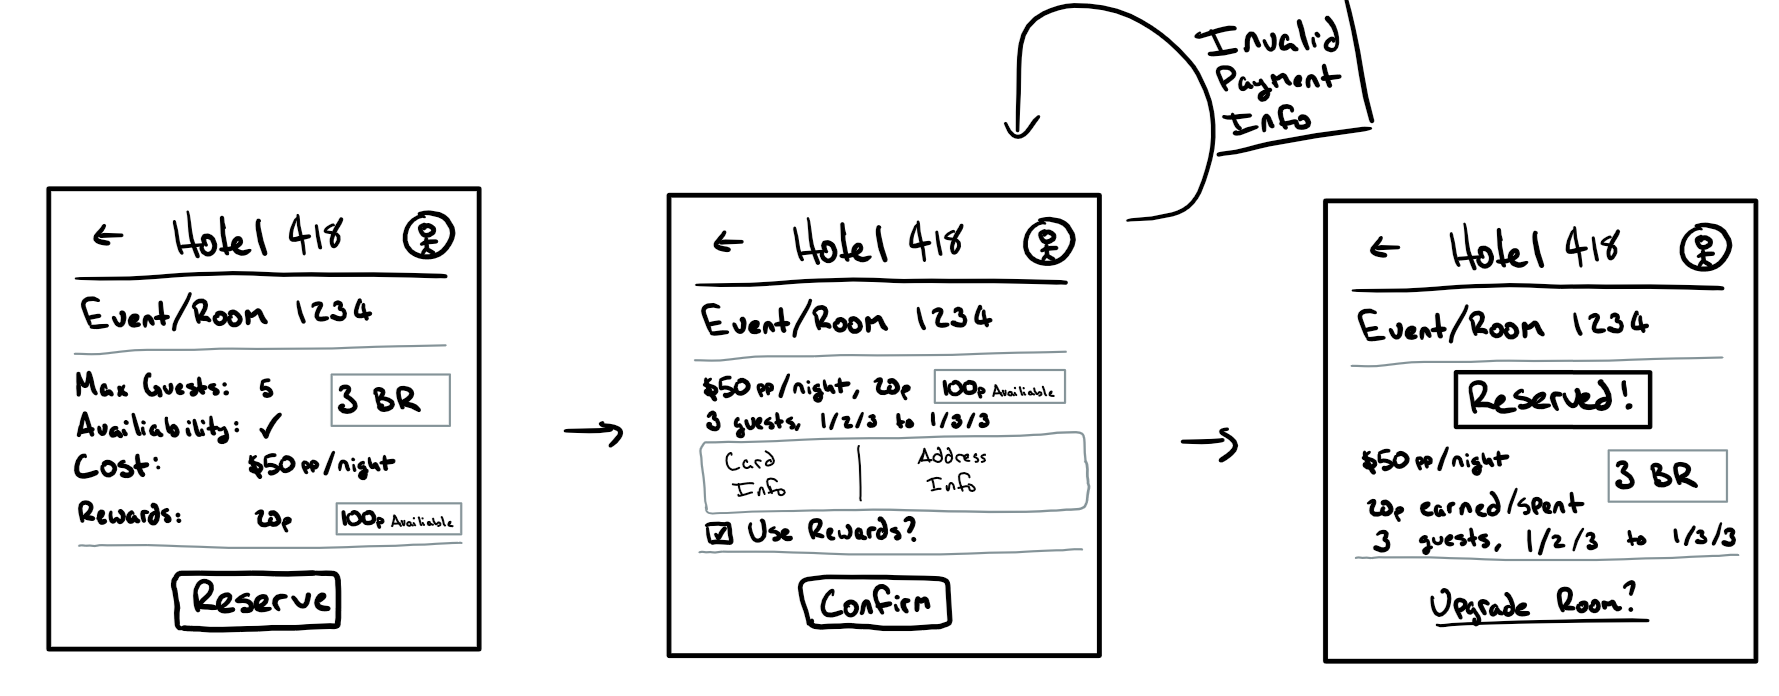 Invalid
Payment
Info
← Hotel 418
Event/Room 1234
Max Guests: 5
3 BR
Availiability: ✓
Cost: $50 pp/night
Rewards: 20p
100p Availiable
Reserve
← Hotel 418
Event/Room 1234
$50 pp/night, 20p
100p Availiable
3 guests, 1/2/3 to 1/3/3
Card
Info
Address
Info
☑ Use Rewards?
Confirm
← Hotel 418
Event/Room 1234
Reserved!
$50 pp/night
3 BR
20p earned/spent
3 guests, 1/2/3 to 1/3/3
Upgrade Room?